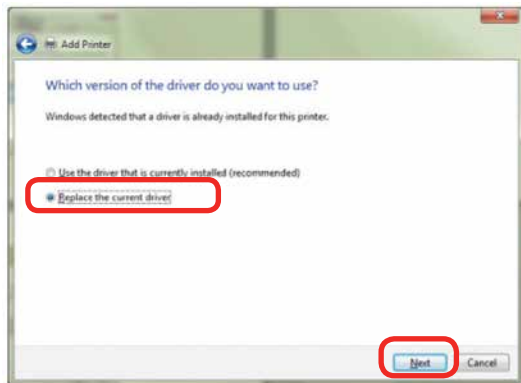 Add Printer
Which version of the driver do you want to use?
Windows detected that a driver is already installed for this printer.
Use the driver that is currently installed (recommended)
Replace the current driver
Next Cancel